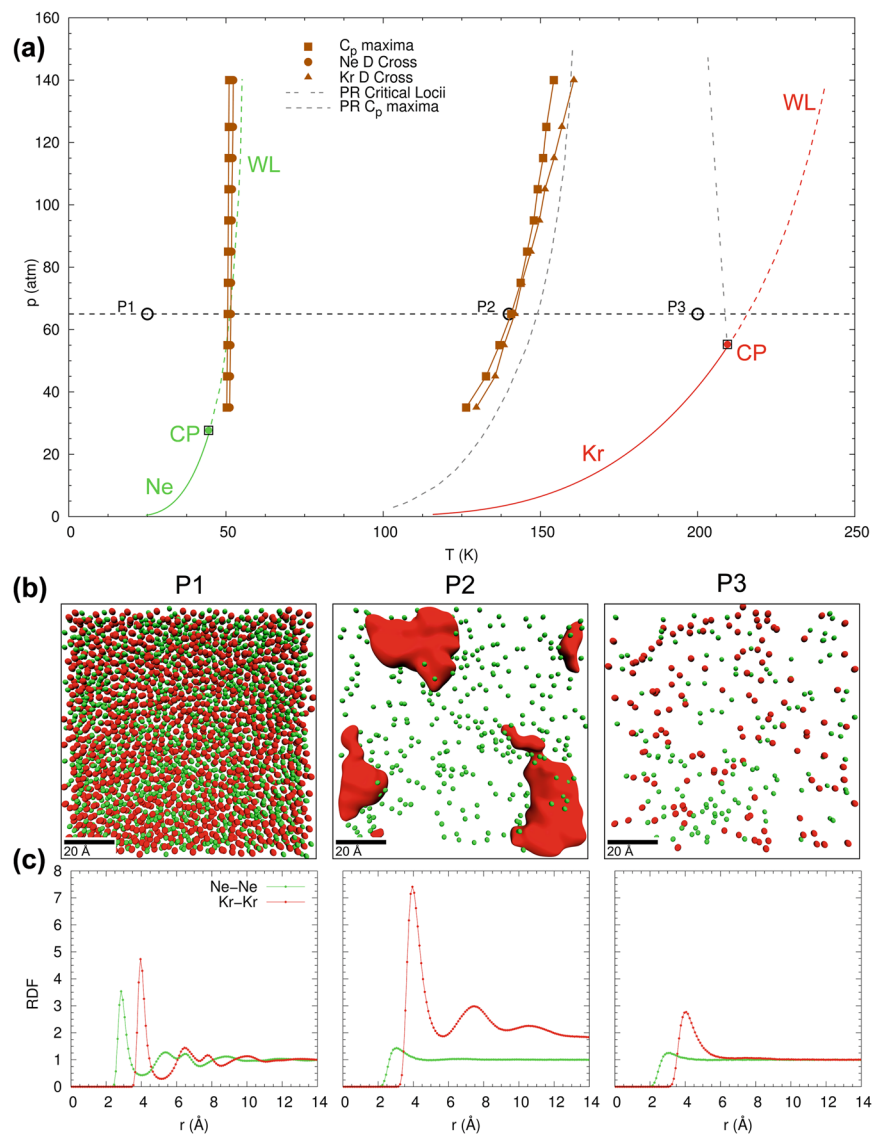 (a)
160
140
120
100
80
60
40
20
0
p (atm)
C_p maxima
Ne D Cross
Kr D Cross
PR Critical Locii
PR C_p maxima
WL
WL
P1
P2
P3
CP
CP
Ne
Kr
0 50 100 150 200 250
T (K)
(b)
P1 P2 P3
20 Å 20 Å 20 Å
(c)
8
7
6
5
4
3
2
1
0
RDF
Ne–Ne
Kr–Kr
0 2 4 6 8 10 12 14
0 2 4 6 8 10 12 14
0 2 4 6 8 10 12 14
r (Å) r (Å) r (Å)